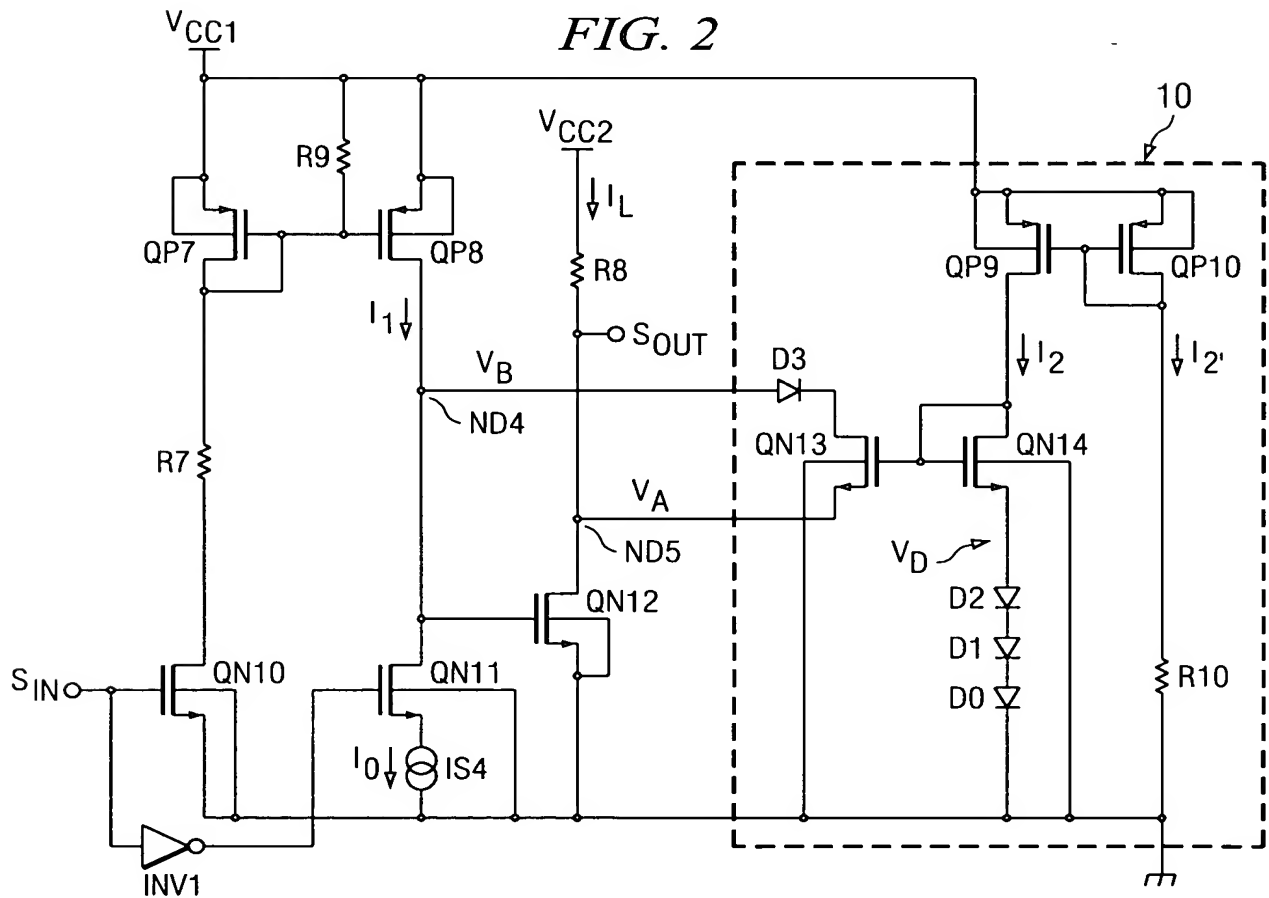 FIG. 2
VCC1
10
VCC2
R9
IL
QP7
QP8
R8
QP9
QP10
I1
SOUT
I2
I2'
D3
VB
ND4
QN13
QN14
R7
VA
ND5
VD
QN12
D2
D1
D0
SIN
QN10
QN11
R10
I0
IS4
INV1